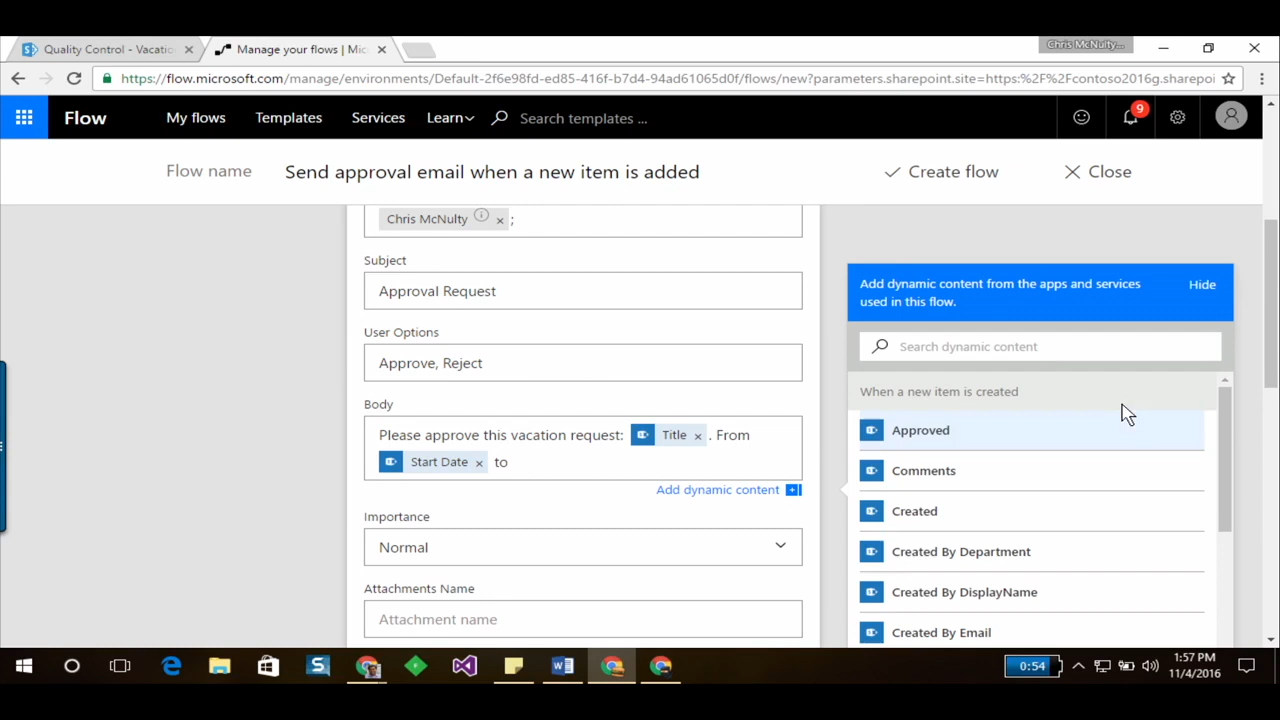 Chris McNulty...
Quality Control - Vacatio
Manage your flows | Mic
https://flow.microsoft.com/manage/environments/Default-2f6e98fd-ed85-416f-b7d4-94ad61065d0f/flows/new?parameters.sharepoint.site=https:%2F%2Fcontoso2016g.sharepoi
Flow
My flows
Templates
Services
Learn
Search templates ...
9
Flow name
Send approval email when a new item is added
Create flow
Close
Chris McNulty ;
Subject
Approval Request
User Options
Approve, Reject
Body
Please approve this vacation request: Title . From
Start Date to
Add dynamic content
Importance
Normal
Attachments Name
Attachment name
Add dynamic content from the apps and services
used in this flow.
Hide
Search dynamic content
When a new item is created
Approved
Comments
Created
Created By Department
Created By DisplayName
Created By Email
0:54
1:57 PM
11/4/2016